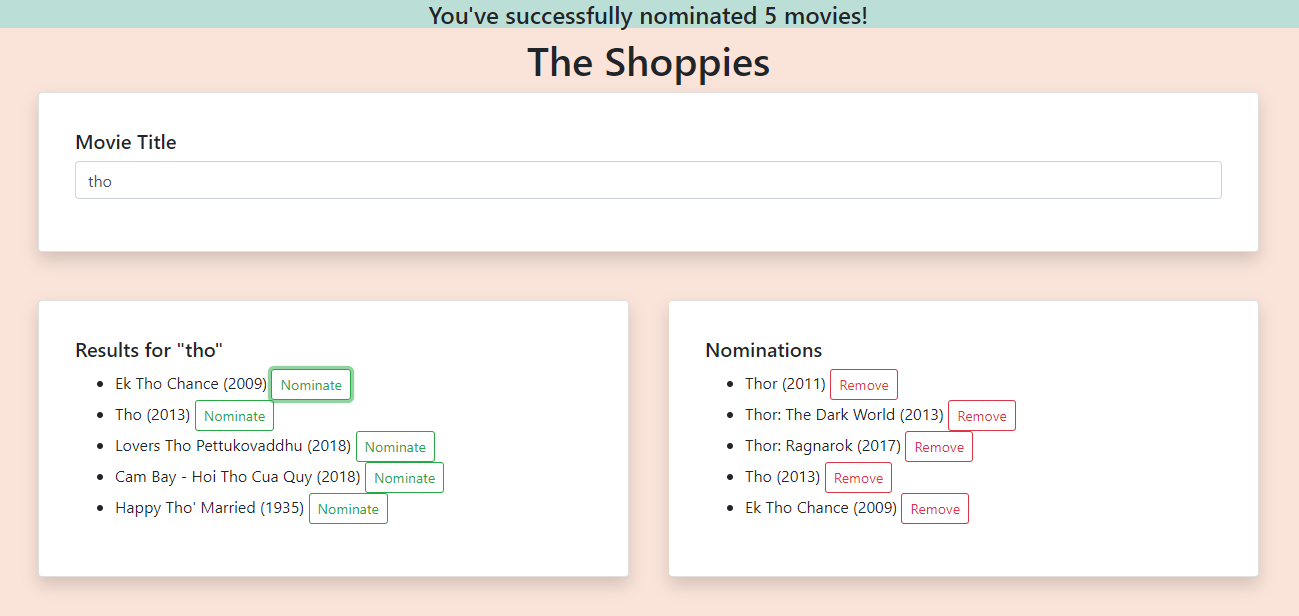 You've successfully nominated 5 movies!
The Shoppies
Movie Title
tho
Results for "tho"
Ek Tho Chance (2009) Nominate
Tho (2013) Nominate
Lovers Tho Pettukovaddhu (2018) Nominate
Cam Bay - Hoi Tho Cua Quy (2018) Nominate
Happy Tho' Married (1935) Nominate
Nominations
Thor (2011) Remove
Thor: The Dark World (2013) Remove
Thor: Ragnarok (2017) Remove
Tho (2013) Remove
Ek Tho Chance (2009) Remove